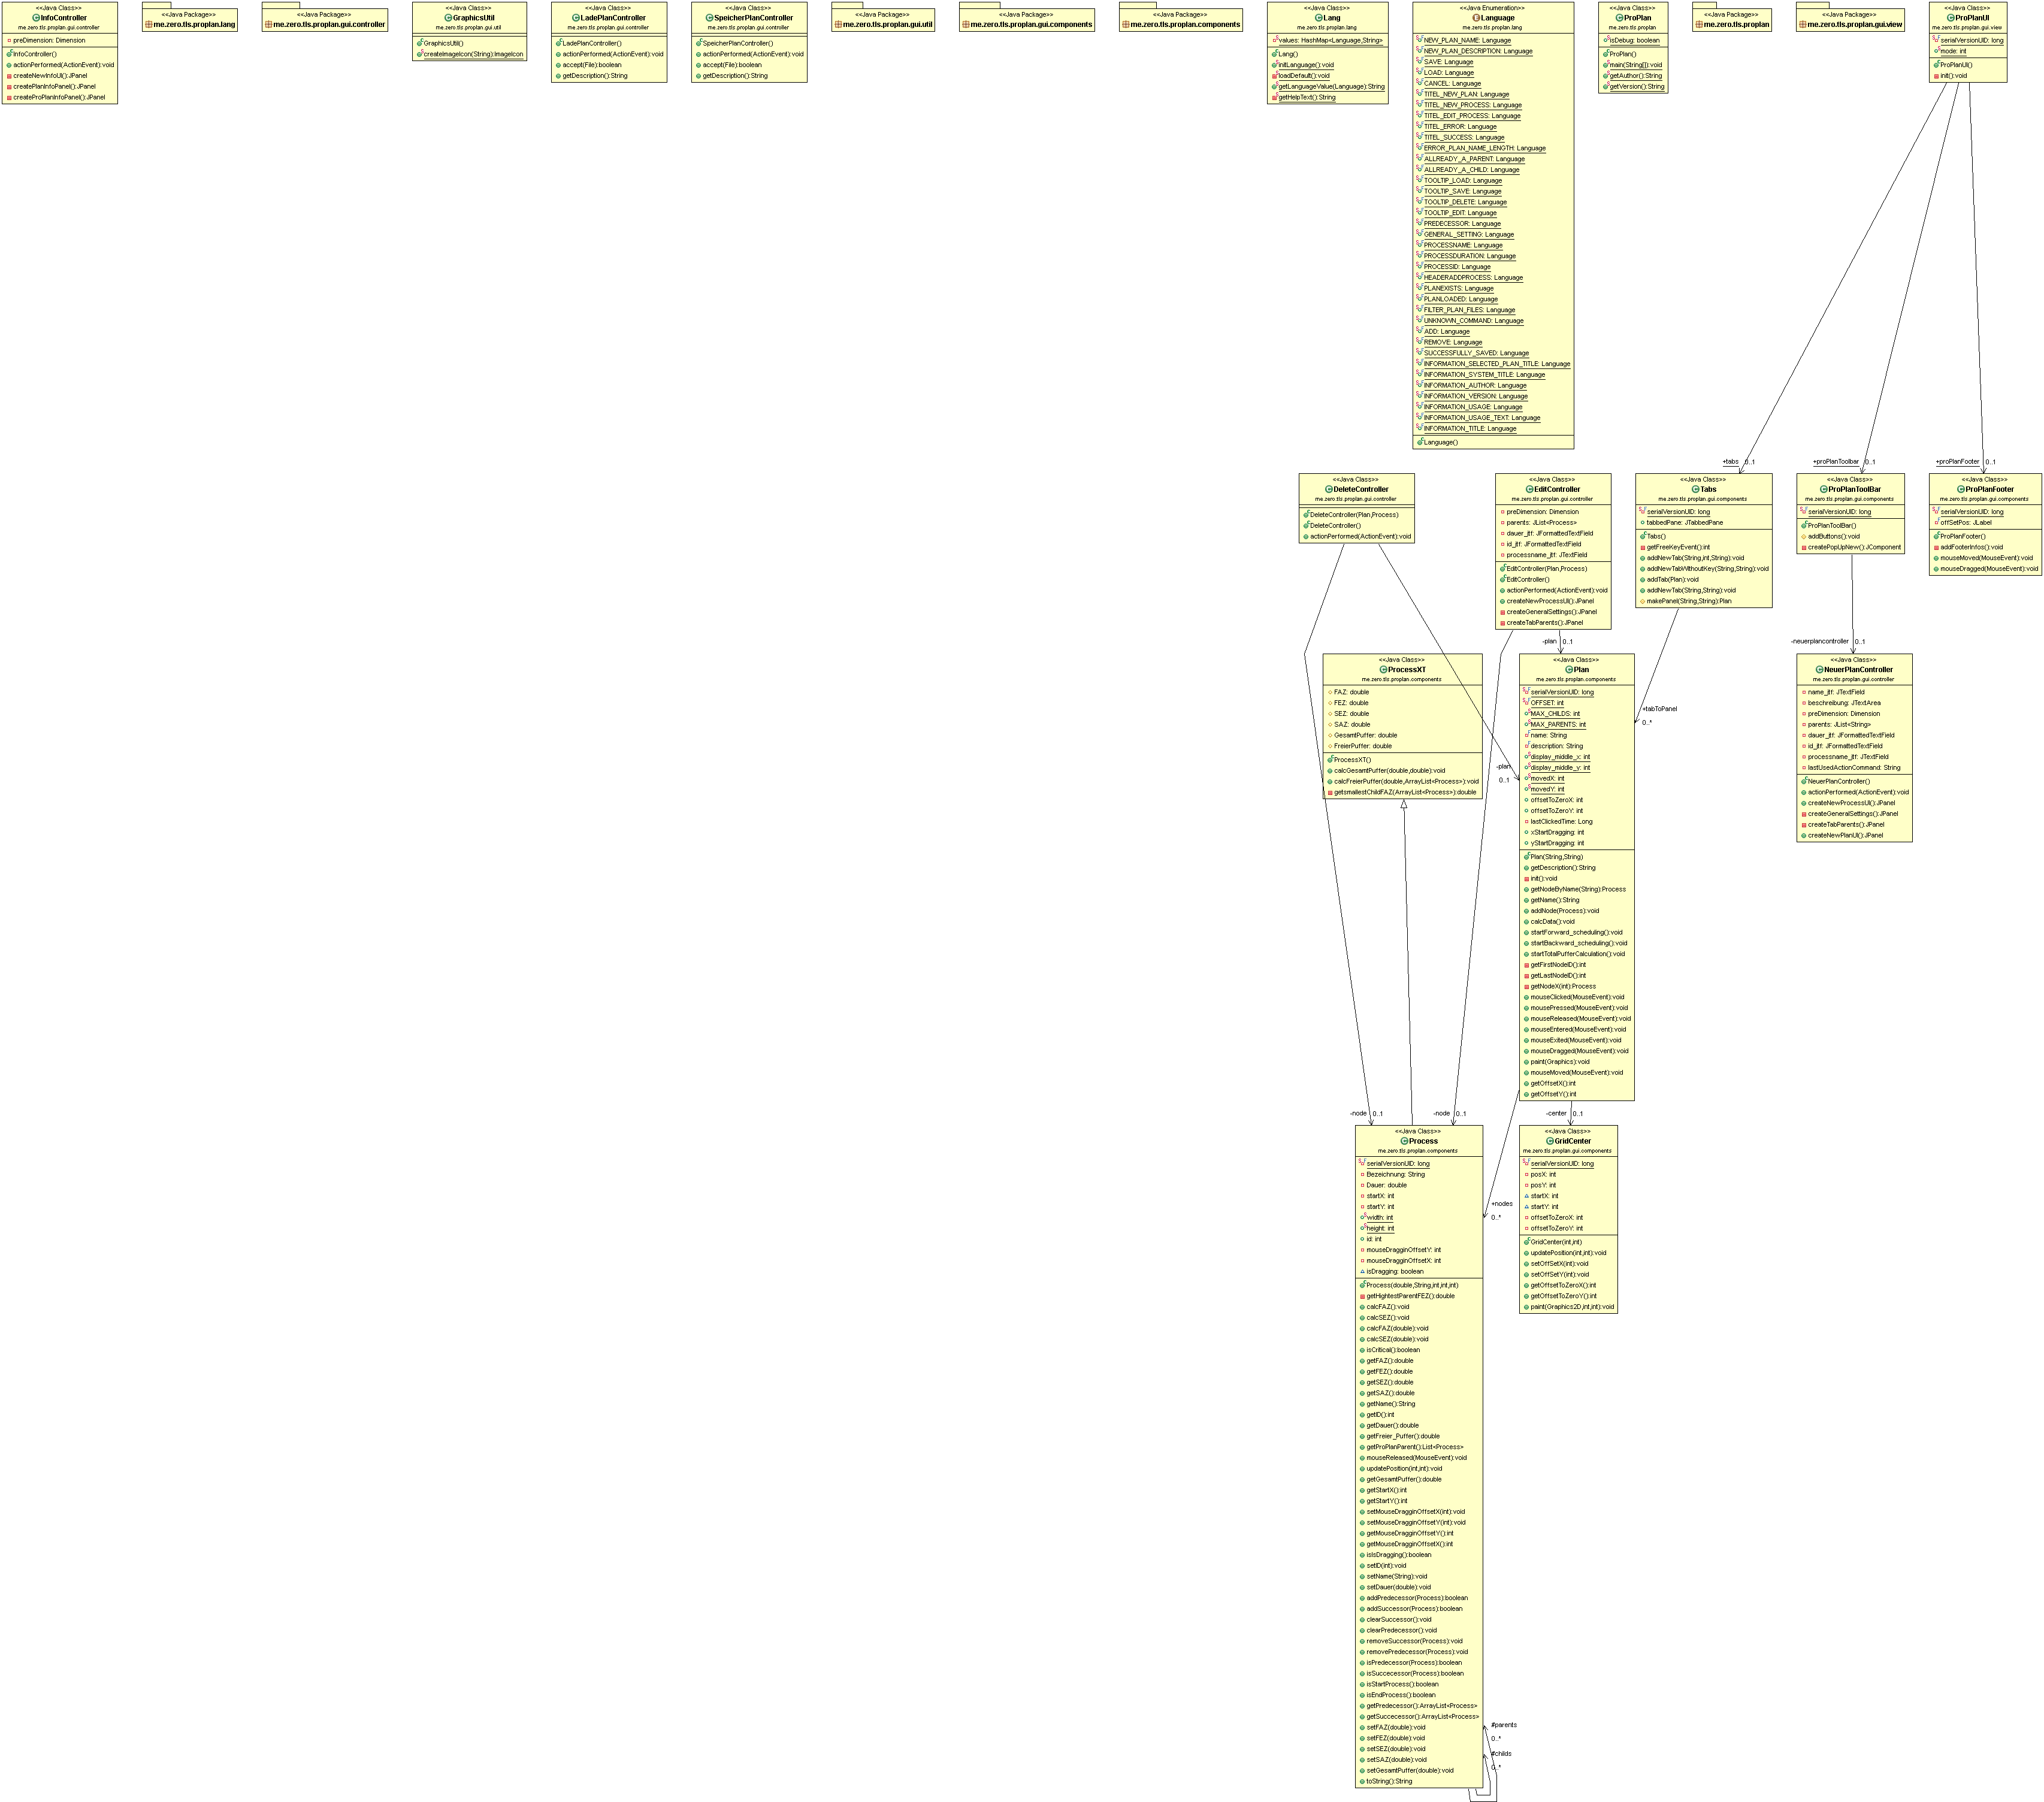 <<Java Class>>
InfoController
me.zero.tls.proplan.gui.controller
preDimension: Dimension
InfoController()
actionPerformed(ActionEvent):void
createNewInfoUI():JPanel
createPlanInfoPanel():JPanel
createProPlanInfoPanel():JPanel
<<Java Package>>
me.zero.tls.proplan.lang
<<Java Package>>
me.zero.tls.proplan.gui.controller
<<Java Class>>
GraphicsUtil
me.zero.tls.proplan.gui.util
GraphicsUtil()
createImageIcon(String):ImageIcon
<<Java Class>>
LadePlanController
me.zero.tls.proplan.gui.controller
LadePlanController()
actionPerformed(ActionEvent):void
accept(File):boolean
getDescription():String
<<Java Class>>
SpeicherPlanController
me.zero.tls.proplan.gui.controller
SpeicherPlanController()
actionPerformed(ActionEvent):void
accept(File):boolean
getDescription():String
<<Java Package>>
me.zero.tls.proplan.gui.util
<<Java Package>>
me.zero.tls.proplan.gui.components
<<Java Package>>
me.zero.tls.proplan.components
<<Java Class>>
Lang
me.zero.tls.proplan.lang
values: HashMap<Language,String>
Lang()
initLanguage():void
loadDefault():void
getLanguageValue(Language):String
getHelpText():String
<<Java Enumeration>>
Language
me.zero.tls.proplan.lang
NEW_PLAN_NAME: Language
NEW_PLAN_DESCRIPTION: Language
SAVE: Language
LOAD: Language
CANCEL: Language
TITEL_NEW_PLAN: Language
TITEL_NEW_PROCESS: Language
TITEL_EDIT_PROCESS: Language
TITEL_ERROR: Language
TITEL_SUCCESS: Language
ERROR_PLAN_NAME_LENGTH: Language
ALLREADY_A_PARENT: Language
ALLREADY_A_CHILD: Language
TOOLTIP_LOAD: Language
TOOLTIP_SAVE: Language
TOOLTIP_DELETE: Language
TOOLTIP_EDIT: Language
PREDECESSOR: Language
GENERAL_SETTING: Language
PROCESSNAME: Language
PROCESSDURATION: Language
PROCESSID: Language
HEADERADDPROCESS: Language
PLANEXISTS: Language
PLANLOADED: Language
FILTER_PLAN_FILES: Language
UNKNOWN_COMMAND: Language
ADD: Language
REMOVE: Language
SUCCESSFULLY_SAVED: Language
INFORMATION_SELECTED_PLAN_TITLE: Language
INFORMATION_SYSTEM_TITLE: Language
INFORMATION_AUTHOR: Language
INFORMATION_VERSION: Language
INFORMATION_USAGE: Language
INFORMATION_USAGE_TEXT: Language
INFORMATION_TITLE: Language
Language()
<<Java Class>>
ProPlan
me.zero.tls.proplan
isDebug: boolean
ProPlan()
main(String[]):void
getAuthor():String
getVersion():String
<<Java Package>>
me.zero.tls.proplan
<<Java Package>>
me.zero.tls.proplan.gui.view
<<Java Class>>
ProPlanUI
me.zero.tls.proplan.gui.view
serialVersionUID: long
mode: int
ProPlanUI()
init():void
+tabs 0..1
+proPlanToolbar 0..1
+proPlanFooter 0..1
<<Java Class>>
DeleteController
me.zero.tls.proplan.gui.controller
DeleteController(Plan,Process)
DeleteController()
actionPerformed(ActionEvent):void
<<Java Class>>
EditController
me.zero.tls.proplan.gui.controller
preDimension: Dimension
parents: JList<Process>
dauer_jtf: JFormattedTextField
id_jtf: JFormattedTextField
processname_jtf: JTextField
EditController(Plan,Process)
EditController()
actionPerformed(ActionEvent):void
createNewProcessUI():JPanel
createGeneralSettings():JPanel
createTabParents():JPanel
<<Java Class>>
Tabs
me.zero.tls.proplan.gui.components
serialVersionUID: long
tabbedPane: JTabbedPane
Tabs()
getFreeKeyEvent():int
addNewTab(String,int,String):void
addNewTabWithoutKey(String,String):void
addTab(Plan):void
addNewTab(String,String):void
makePanel(String,String):Plan
<<Java Class>>
ProPlanToolBar
me.zero.tls.proplan.gui.components
serialVersionUID: long
ProPlanToolBar()
addButtons():void
createPopUpNew():JComponent
<<Java Class>>
ProPlanFooter
me.zero.tls.proplan.gui.components
serialVersionUID: long
offSetPos: JLabel
ProPlanFooter()
addFooterInfos():void
mouseMoved(MouseEvent):void
mouseDragged(MouseEvent):void
-plan 0..1
-neuerplancontroller 0..1
<<Java Class>>
ProcessXT
me.zero.tls.proplan.components
FAZ: double
FEZ: double
SEZ: double
SAZ: double
GesamtPuffer: double
FreierPuffer: double
ProcessXT()
calcGesamtPuffer(double,double):void
calcFreierPuffer(double,ArrayList<Process>):void
getsmallestChildFAZ(ArrayList<Process>):double
-plan
0..1
<<Java Class>>
Plan
me.zero.tls.proplan.components
serialVersionUID: long
OFFSET: int
MAX_CHILDS: int
MAX_PARENTS: int
name: String
description: String
display_middle_x: int
display_middle_y: int
movedX: int
movedY: int
offsetToZeroX: int
offsetToZeroY: int
lastClickedTime: Long
xStartDragging: int
yStartDragging: int
Plan(String,String)
getDescription():String
init():void
getNodeByName(String):Process
getName():String
addNode(Process):void
calcData():void
startForward_scheduling():void
startBackward_scheduling():void
startTotalPufferCalculation():void
getFirstNodeID():int
getLastNodeID():int
getNodeX(int):Process
mouseClicked(MouseEvent):void
mousePressed(MouseEvent):void
mouseReleased(MouseEvent):void
mouseEntered(MouseEvent):void
mouseExited(MouseEvent):void
mouseDragged(MouseEvent):void
paint(Graphics):void
mouseMoved(MouseEvent):void
getOffsetX():int
getOffsetY():int
+tabToPanel
0..*
<<Java Class>>
NeuerPlanController
me.zero.tls.proplan.gui.controller
name_jtf: JTextField
beschreibung: JTextArea
preDimension: Dimension
parents: JList<String>
dauer_jtf: JFormattedTextField
id_jtf: JFormattedTextField
processname_jtf: JTextField
lastUsedActionCommand: String
NeuerPlanController()
actionPerformed(ActionEvent):void
createNewProcessUI():JPanel
createGeneralSettings():JPanel
createTabParents():JPanel
createNewPlanUI():JPanel
-node 0..1
-node 0..1
-center 0..1
<<Java Class>>
Process
me.zero.tls.proplan.components
serialVersionUID: long
Bezeichnung: String
Dauer: double
startX: int
startY: int
width: int
height: int
id: int
mouseDragginOffsetY: int
mouseDragginOffsetX: int
isDragging: boolean
Process(double,String,int,int,int)
getHightestParentFEZ():double
calcFAZ():void
calcSEZ():void
calcFAZ(double):void
calcSEZ(double):void
isCritical():boolean
getFAZ():double
getFEZ():double
getSEZ():double
getSAZ():double
getName():String
getID():int
getDauer():double
getFreier_Puffer():double
getProPlanParent():List<Process>
mouseReleased(MouseEvent):void
updatePosition(int,int):void
getGesamtPuffer():double
getStartX():int
getStartY():int
setMouseDragginOffsetX(int):void
setMouseDragginOffsetY(int):void
getMouseDragginOffsetY():int
getMouseDragginOffsetX():int
isIsDragging():boolean
setID(int):void
setName(String):void
setDauer(double):void
addPredecessor(Process):boolean
addSuccessor(Process):boolean
clearSuccessor():void
clearPredecessor():void
removeSuccessor(Process):void
removePredecessor(Process):void
isPredecessor(Process):boolean
isSuccecessor(Process):boolean
isStartProcess():boolean
isEndProcess():boolean
getPredecessor():ArrayList<Process>
getSuccecessor():ArrayList<Process>
setFAZ(double):void
setFEZ(double):void
setSEZ(double):void
setSAZ(double):void
setGesamtPuffer(double):void
toString():String
+nodes
0..*
<<Java Class>>
GridCenter
me.zero.tls.proplan.gui.components
serialVersionUID: long
posX: int
posY: int
startX: int
startY: int
offsetToZeroX: int
offsetToZeroY: int
GridCenter(int,int)
updatePosition(int,int):void
setOffSetX(int):void
setOffSetY(int):void
getOffsetToZeroX():int
getOffsetToZeroY():int
paint(Graphics2D,int,int):void
#parents
0..*
#childs
0..*